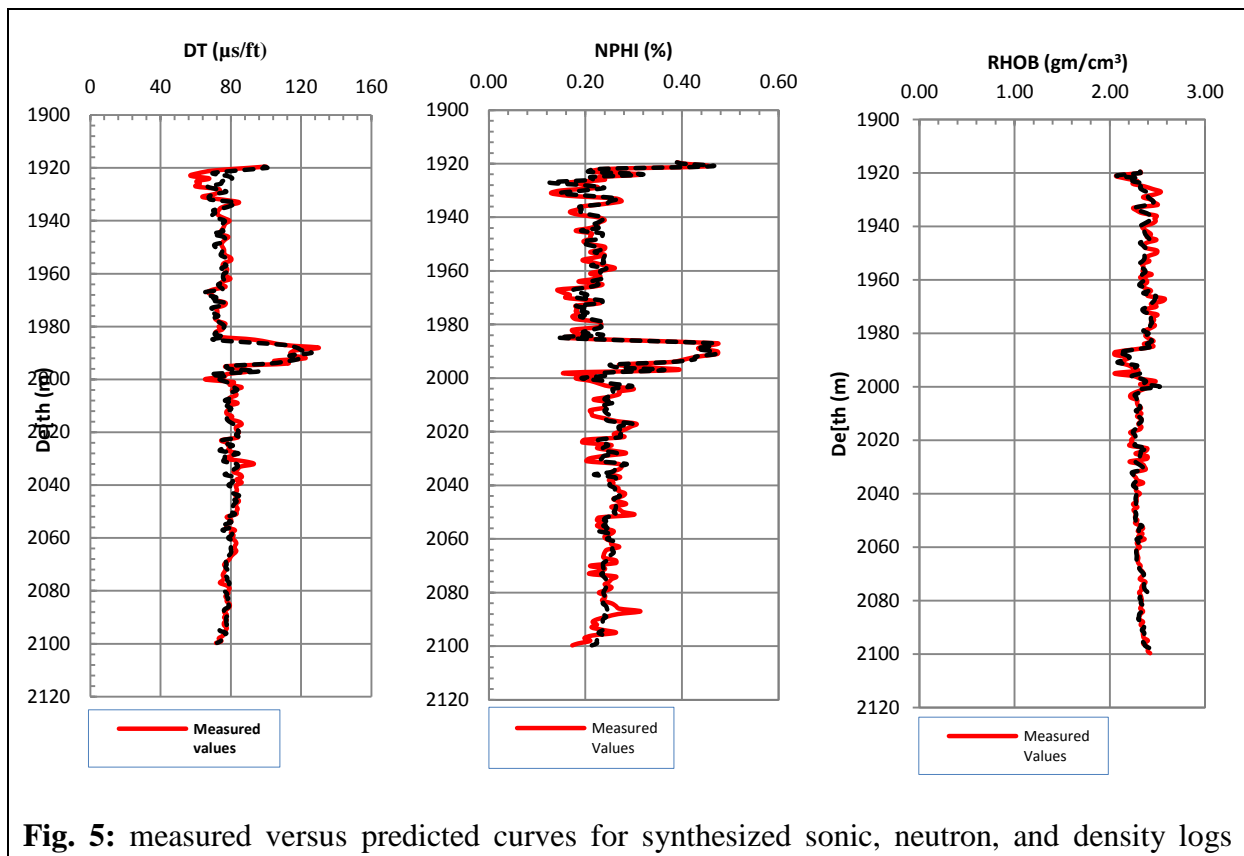 DT (µs/ft)
0 40 80 120 160
1900
1920
1940
1960
1980
2000
2020
2040
2060
2080
2100
2120
De[th (m)
Measured
values
NPHI (%)
0.00 0.20 0.40 0.60
1900
1920
1940
1960
1980
2000
2020
2040
2060
2080
2100
2120
Measured
Values
RHOB (gm/cm³)
0.00 1.00 2.00 3.00
1900
1920
1940
1960
1980
2000
2020
2040
2060
2080
2100
2120
De[th (m)
Measured
Values
Fig. 5: measured versus predicted curves for synthesized sonic, neutron, and density logs